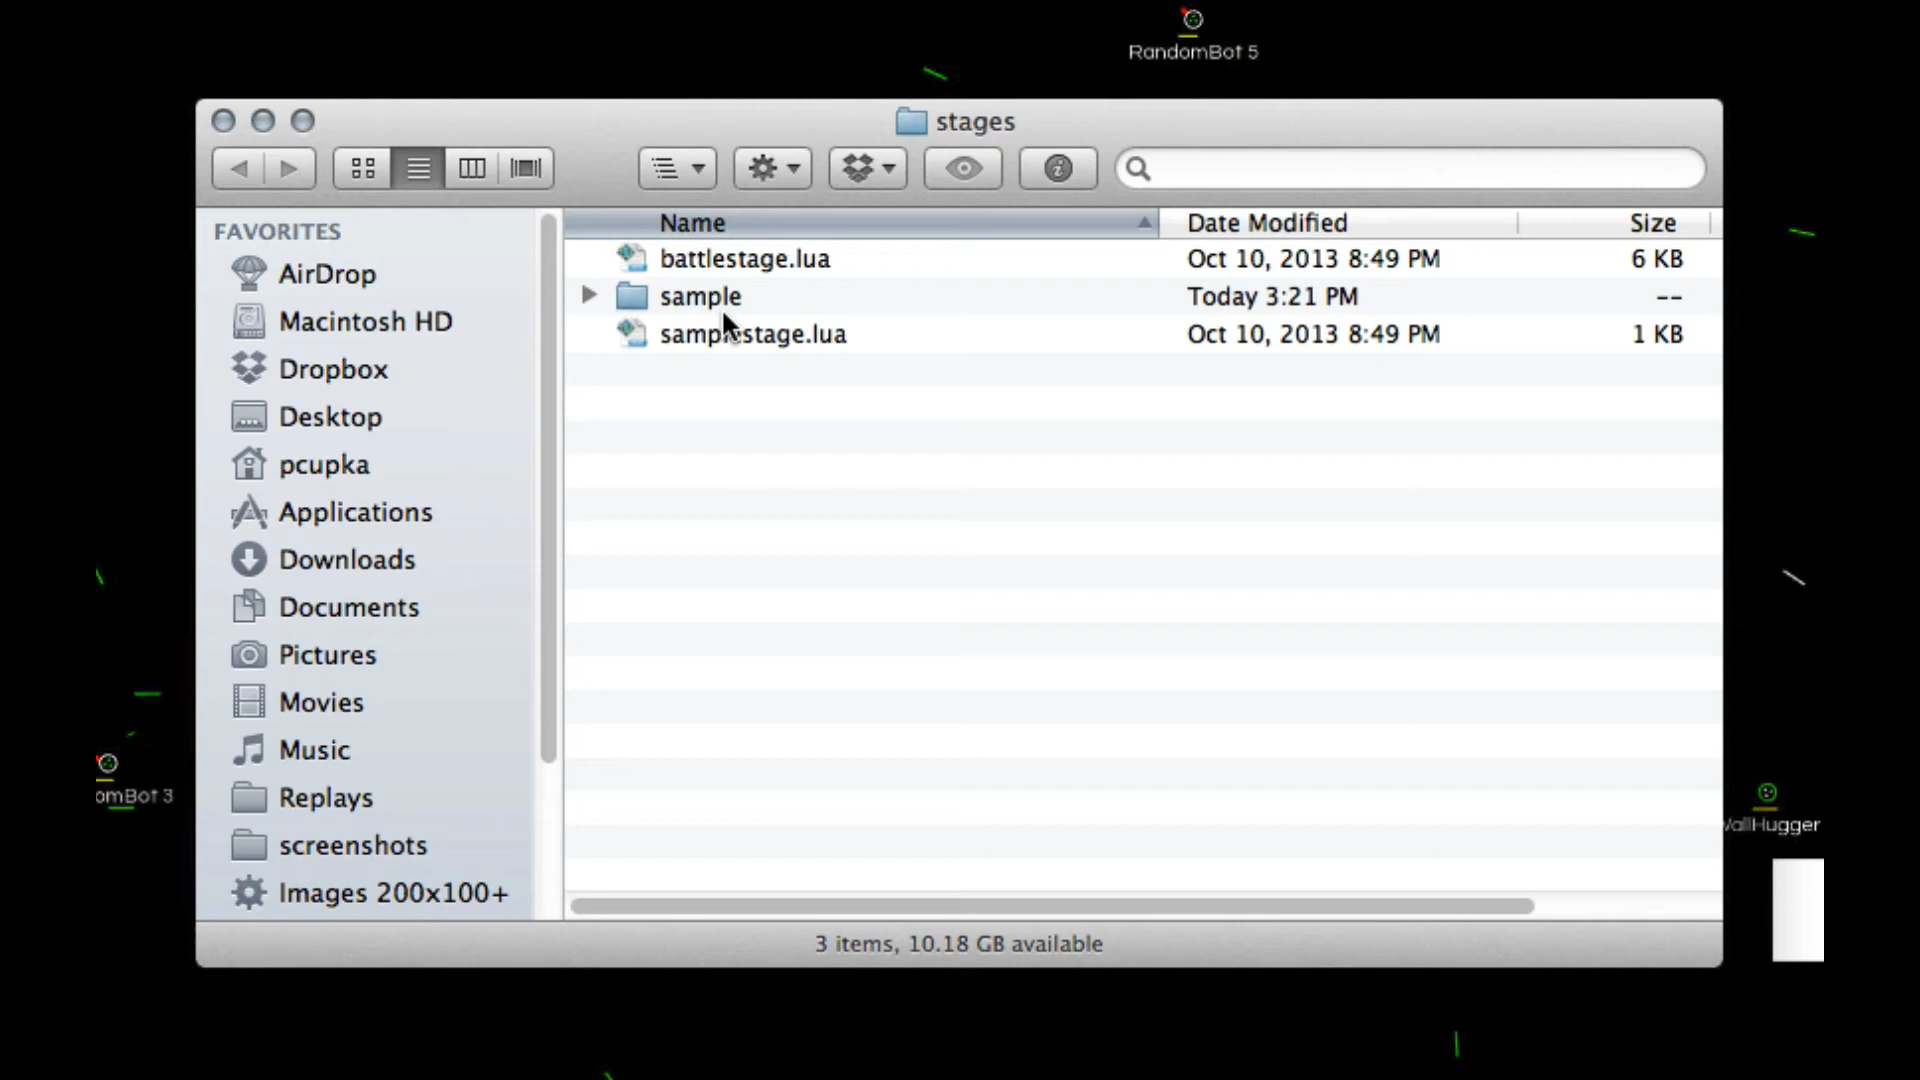 RandomBot 5
stages
FAVORITES
AirDrop
Macintosh HD
Dropbox
Desktop
pcupka
Applications
Downloads
Documents
Pictures
Movies
Music
Replays
screenshots
Images 200x100+
Name Date Modified Size
battlestage.lua Oct 10, 2013 8:49 PM 6 KB
sample Today 3:21 PM --
samplestage.lua Oct 10, 2013 8:49 PM 1 KB
omBot 3
WallHugger
3 items, 10.18 GB available